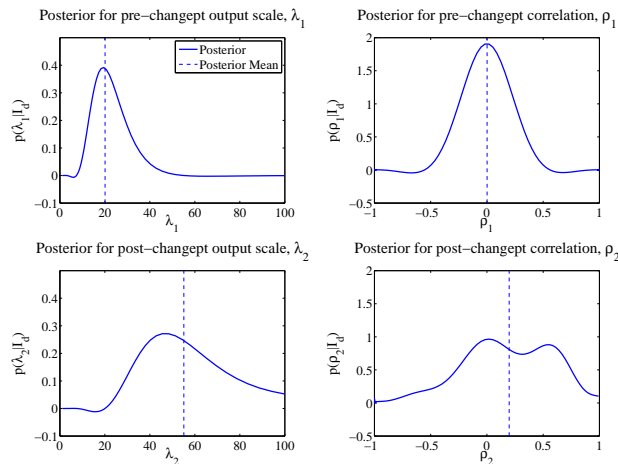 Posterior for pre−changept output scale, λ1
0.4
0.3
0.2
0.1
0
−0.1
p(λ1|Id)
Posterior
Posterior Mean
0 20 40 60 80 100
λ1
Posterior for pre−changept correlation, ρ1
2
1.5
1
0.5
0
−0.5
p(ρ1|Id)
−1 −0.5 0 0.5 1
ρ1
Posterior for post−changept output scale, λ2
0.4
0.3
0.2
0.1
0
−0.1
p(λ2|Id)
0 20 40 60 80 100
λ2
Posterior for post−changept correlation, ρ2
2
1.5
1
0.5
0
−0.5
p(ρ2|Id)
−1 −0.5 0 0.5 1
ρ2